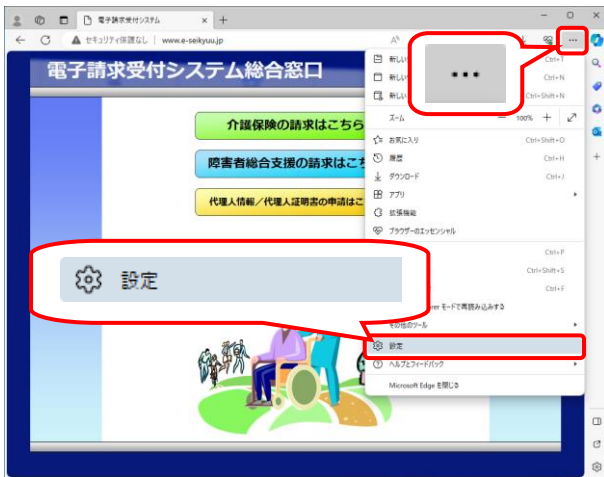 電子請求受付システム
セキュリティ保護なし
www.e-seikyuu.jp
電子請求受付システム総合窓口
介護保険の請求はこちら
障害者総合支援の請求はこち
代理人情報/代理人証明書の申請はこ
新しい
Ctrl+T
新しい
Ctrl+N
新しい
Ctrl+Shift+N
ズーム
100%
お気に入り
Ctrl+Shift+O
履歴
Ctrl+H
ダウンロード
Ctrl+J
アプリ
拡張機能
ブラウザーのエッセンシャル
Ctrl+P
Ctrl+Shift+S
Ctrl+F
rer モードで再読み込みする
その他のツール
設定
設定
ヘルプとフィードバック
Microsoft Edge を閉じる